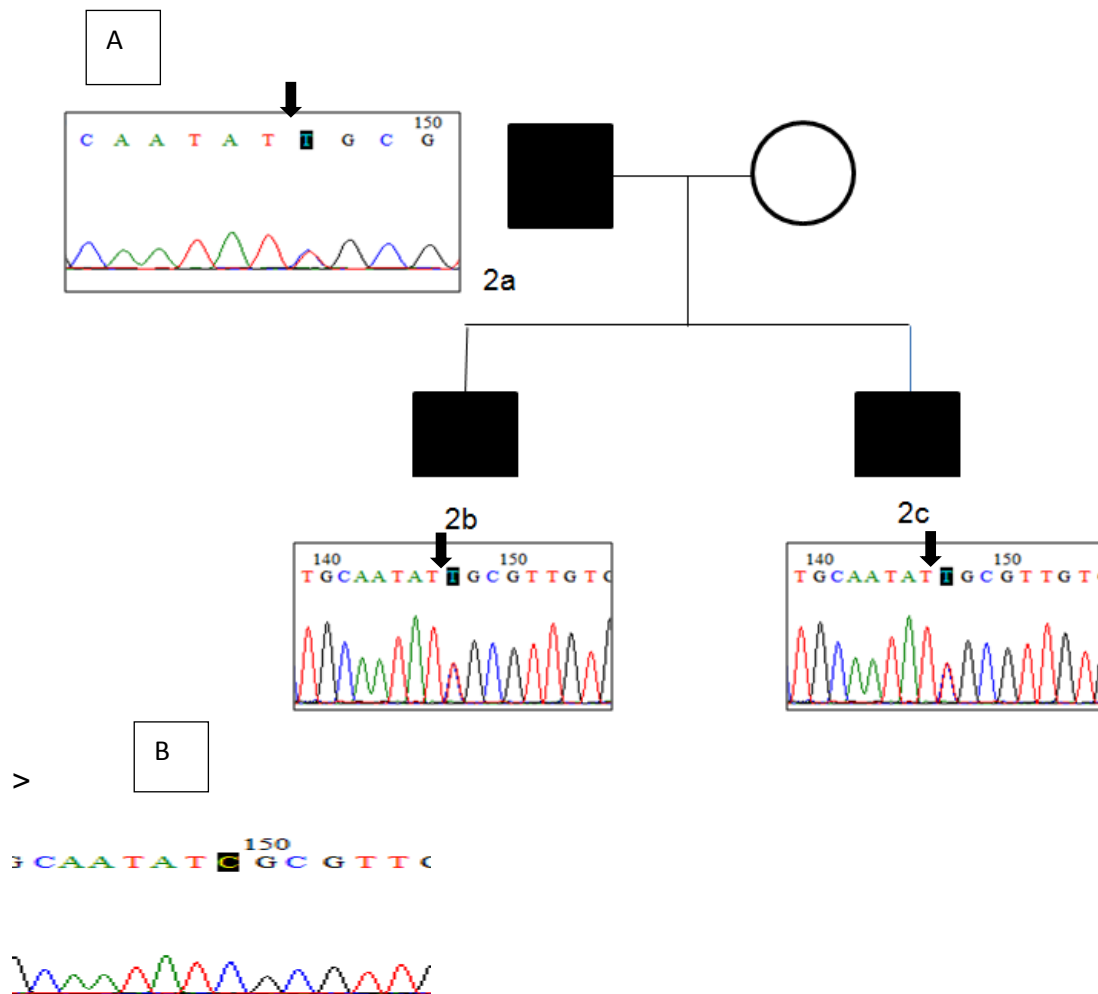 A
150
C A A T A T T G C G
2a
2b
2c
140 150
T G C A A T A T T G C G T T G T C
140 150
T G C A A T A T T G C G T T G T
B
>
150
G C A A T A T C G C G T T